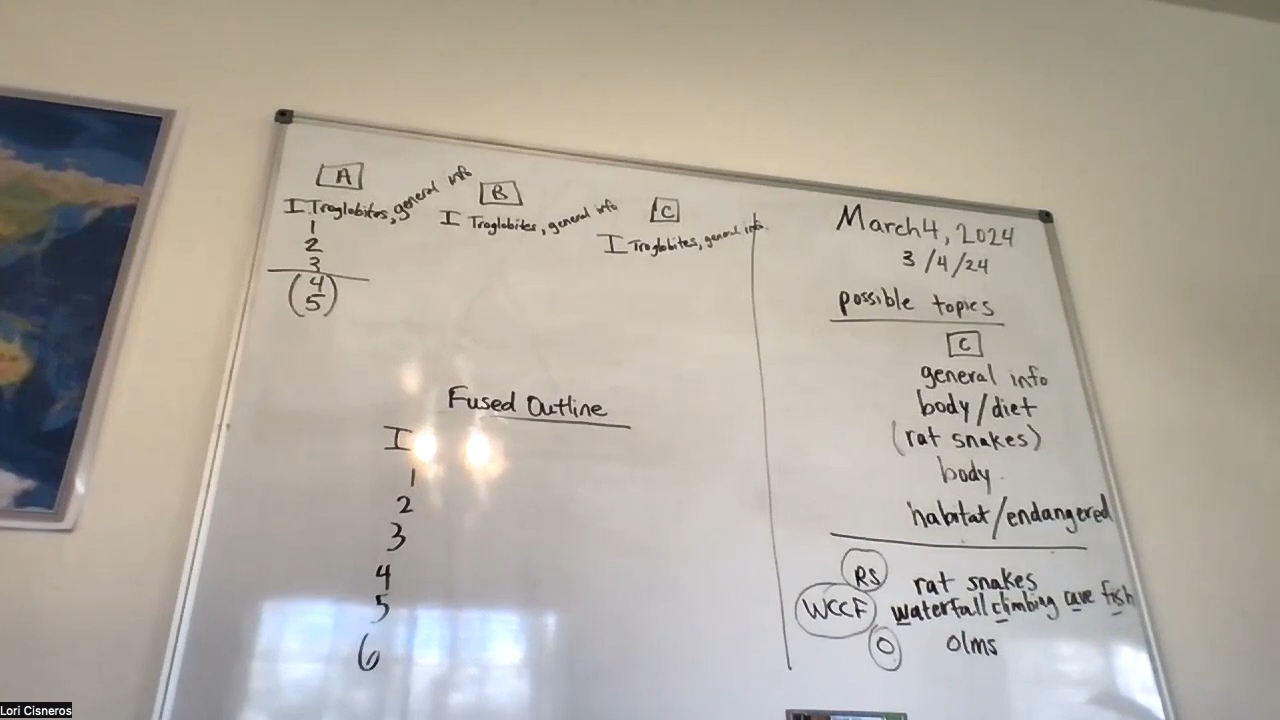 A
I Troglobites, general info
1
2
3
(4
5)
B
I Troglobites, general info
C
I Troglobites, general info
Fused Outline
I
1
2
3
4
5
6
March 4, 2024
3/4/24
possible topics
C
general info
body/diet
(rat snakes)
body
habitat/endangered
RS rat snakes
WCCF waterfall climbing cave fish
O Olms
Lori Cisneros